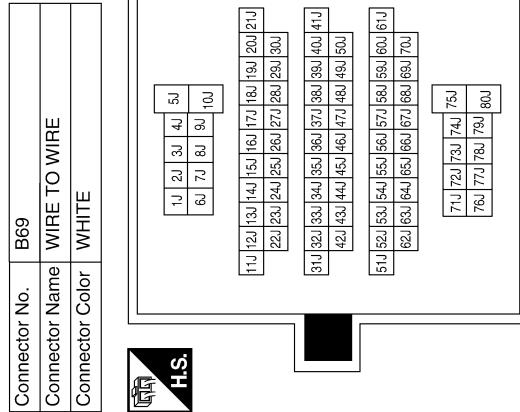 Connector No. B69
Connector Name WIRE TO WIRE
Connector Color WHITE
H.S.
1J 2J 3J 4J 5J
6J 7J 8J 9J 10J
11J 12J 13J 14J 15J 16J 17J 18J 19J 20J 21J
22J 23J 24J 25J 26J 27J 28J 29J 30J
31J 32J 33J 34J 35J 36J 37J 38J 39J 40J 41J
42J 43J 44J 45J 46J 47J 48J 49J 50J
51J 52J 53J 54J 55J 56J 57J 58J 59J 60J 61J
62J 63J 64J 65J 66J 67J 68J 69J 70J
71J 72J 73J 74J 75J
76J 77J 78J 79J 80J